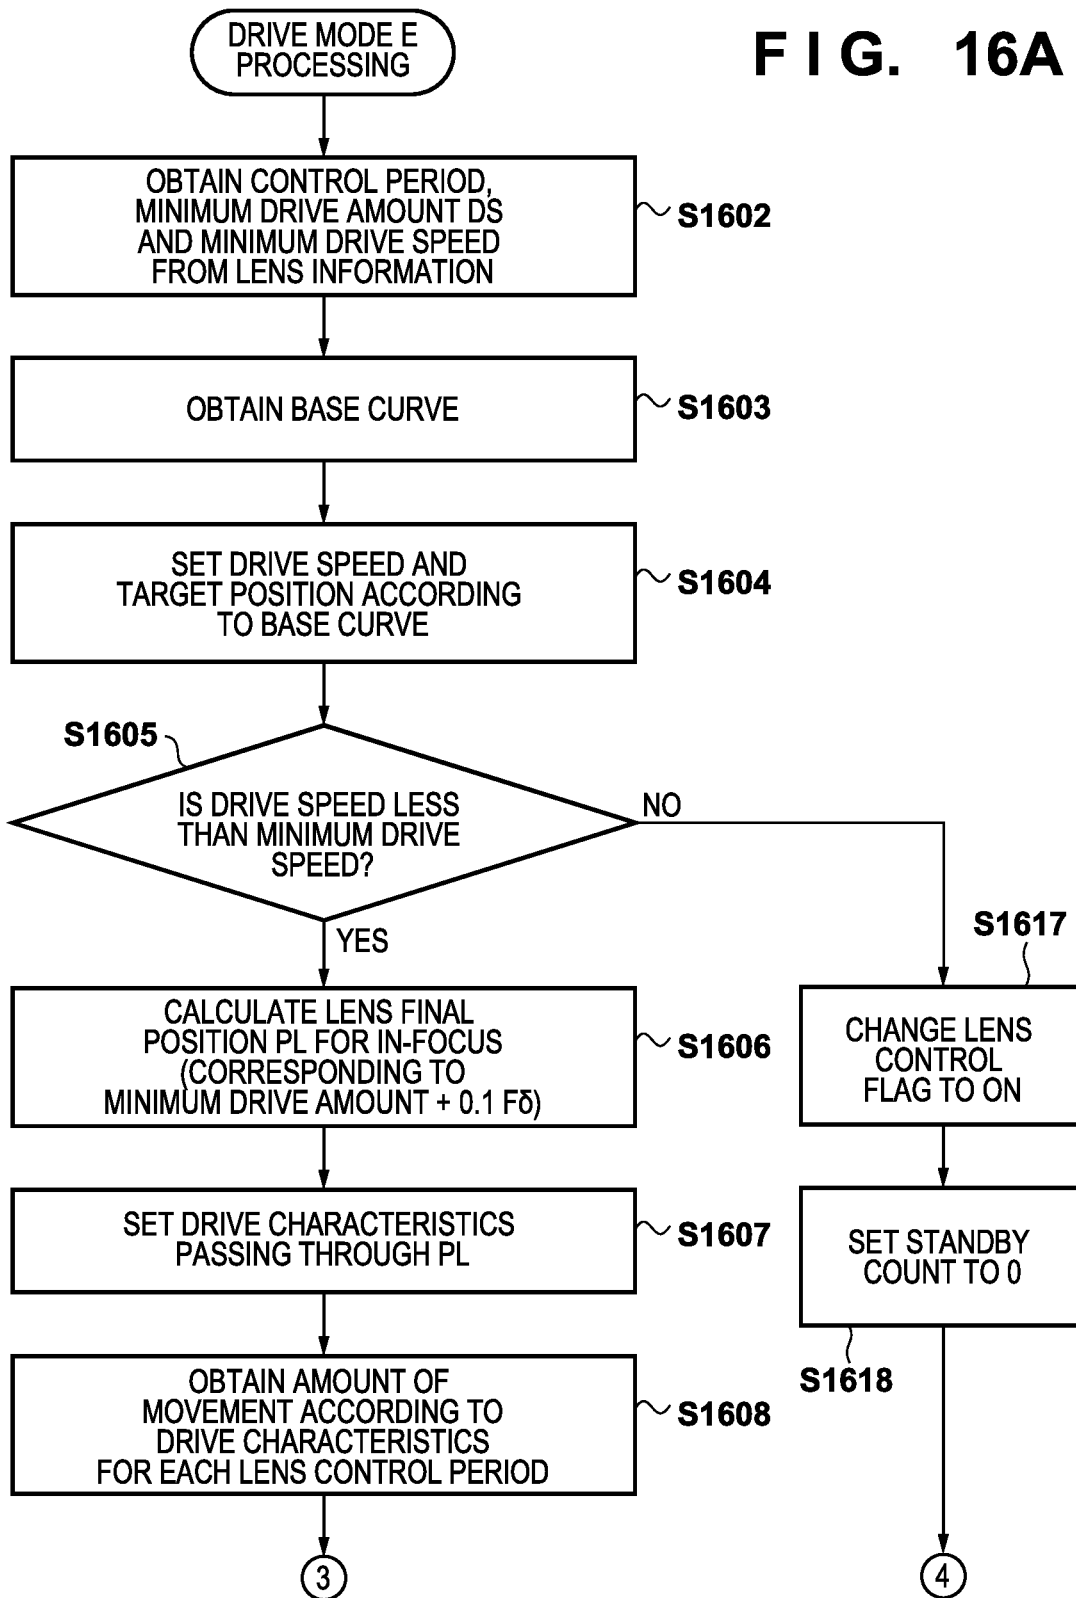 DRIVE MODE E
PROCESSING
FIG. 16A
OBTAIN CONTROL PERIOD,
MINIMUM DRIVE AMOUNT DS
AND MINIMUM DRIVE SPEED
FROM LENS INFORMATION
S1602
OBTAIN BASE CURVE
S1603
SET DRIVE SPEED AND
TARGET POSITION ACCORDING
TO BASE CURVE
S1604
S1605
IS DRIVE SPEED LESS
THAN MINIMUM DRIVE
SPEED?
NO
YES
CALCULATE LENS FINAL
POSITION PL FOR IN-FOCUS
(CORRESPONDING TO
MINIMUM DRIVE AMOUNT + 0.1 Fδ)
S1606
SET DRIVE CHARACTERISTICS
PASSING THROUGH PL
S1607
OBTAIN AMOUNT OF
MOVEMENT ACCORDING TO
DRIVE CHARACTERISTICS
FOR EACH LENS CONTROL PERIOD
S1608
3
S1617
CHANGE LENS
CONTROL
FLAG TO ON
SET STANDBY
COUNT TO 0
S1618
4